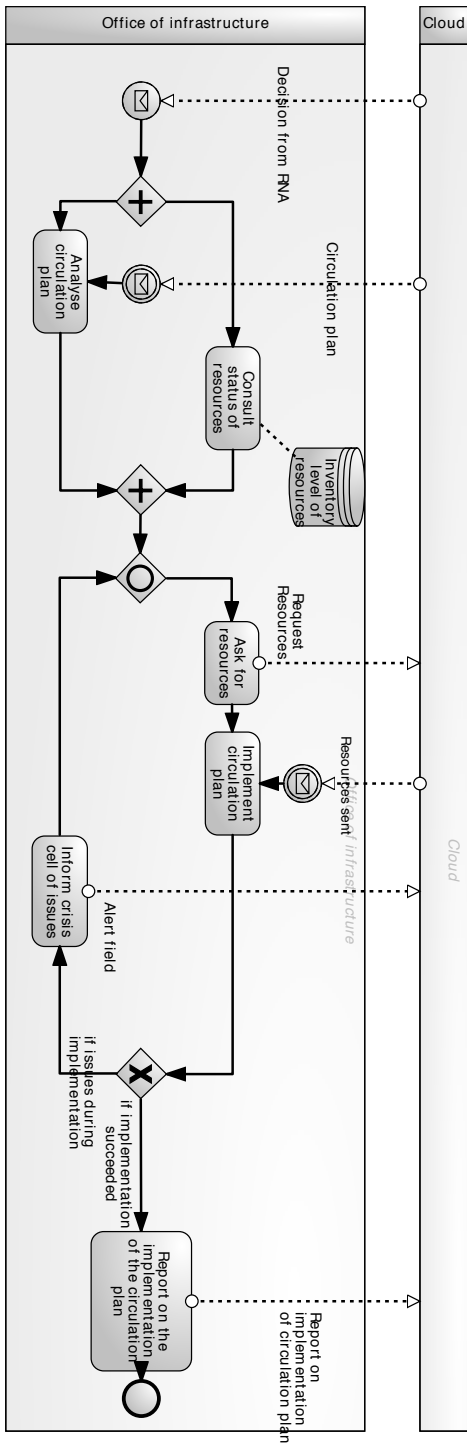 Office of infrastructure
Cloud
Decision from RNA
Circulation plan
Analyse
circulation
plan
Consult
status of
resources
Inventory
level of
resources
Request
Resources
Ask for
resources
Resources sent
Implement
circulation
plan
Office of infrastructure
Cloud
Inform crisis
cell of issues
Alert field
if issues during
implementation
if implementation
succeeded
Report on the
implementation
of the circulation
plan
Report on
implementation
of circulation plan